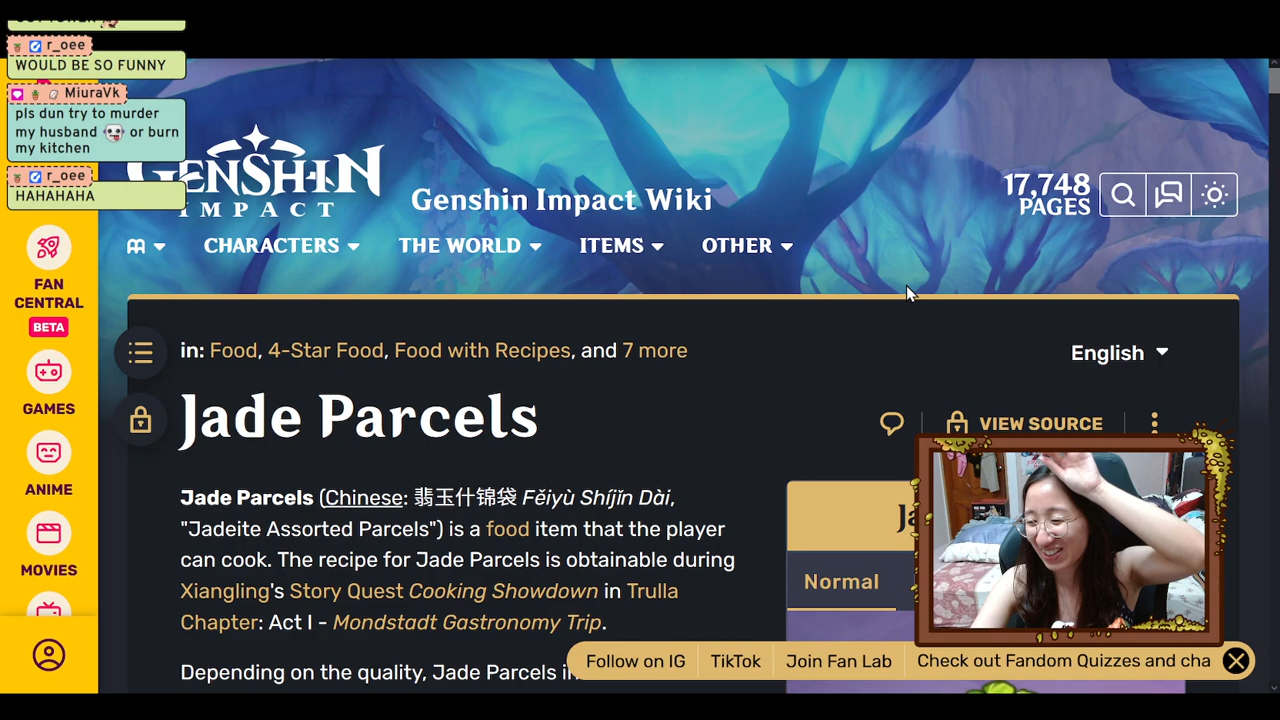 r_oee
WOULD BE SO FUNNY
MiuraVk
pls dun try to murder
my husband or burn
my kitchen
r_oee
HAHAHAHA
GENSHIN
IMPACT
Genshin Impact Wiki
17,748
PAGES
CHARACTERS
THE WORLD
ITEMS
OTHER
FAN
CENTRAL
BETA
GAMES
ANIME
MOVIES
in: Food, 4-Star Food, Food with Recipes, and 7 more
English
Jade Parcels
VIEW SOURCE
Jade Parcels (Chinese: 翡玉什锦袋 Fěiyù Shíjǐn Dài,
"Jadeite Assorted Parcels") is a food item that the player
can cook. The recipe for Jade Parcels is obtainable during
Xiangling's Story Quest Cooking Showdown in Trulla
Chapter: Act I - Mondstadt Gastronomy Trip.
Depending on the quality, Jade Parcels
Normal
Follow on IG
TikTok
Join Fan Lab
Check out Fandom Quizzes and cha